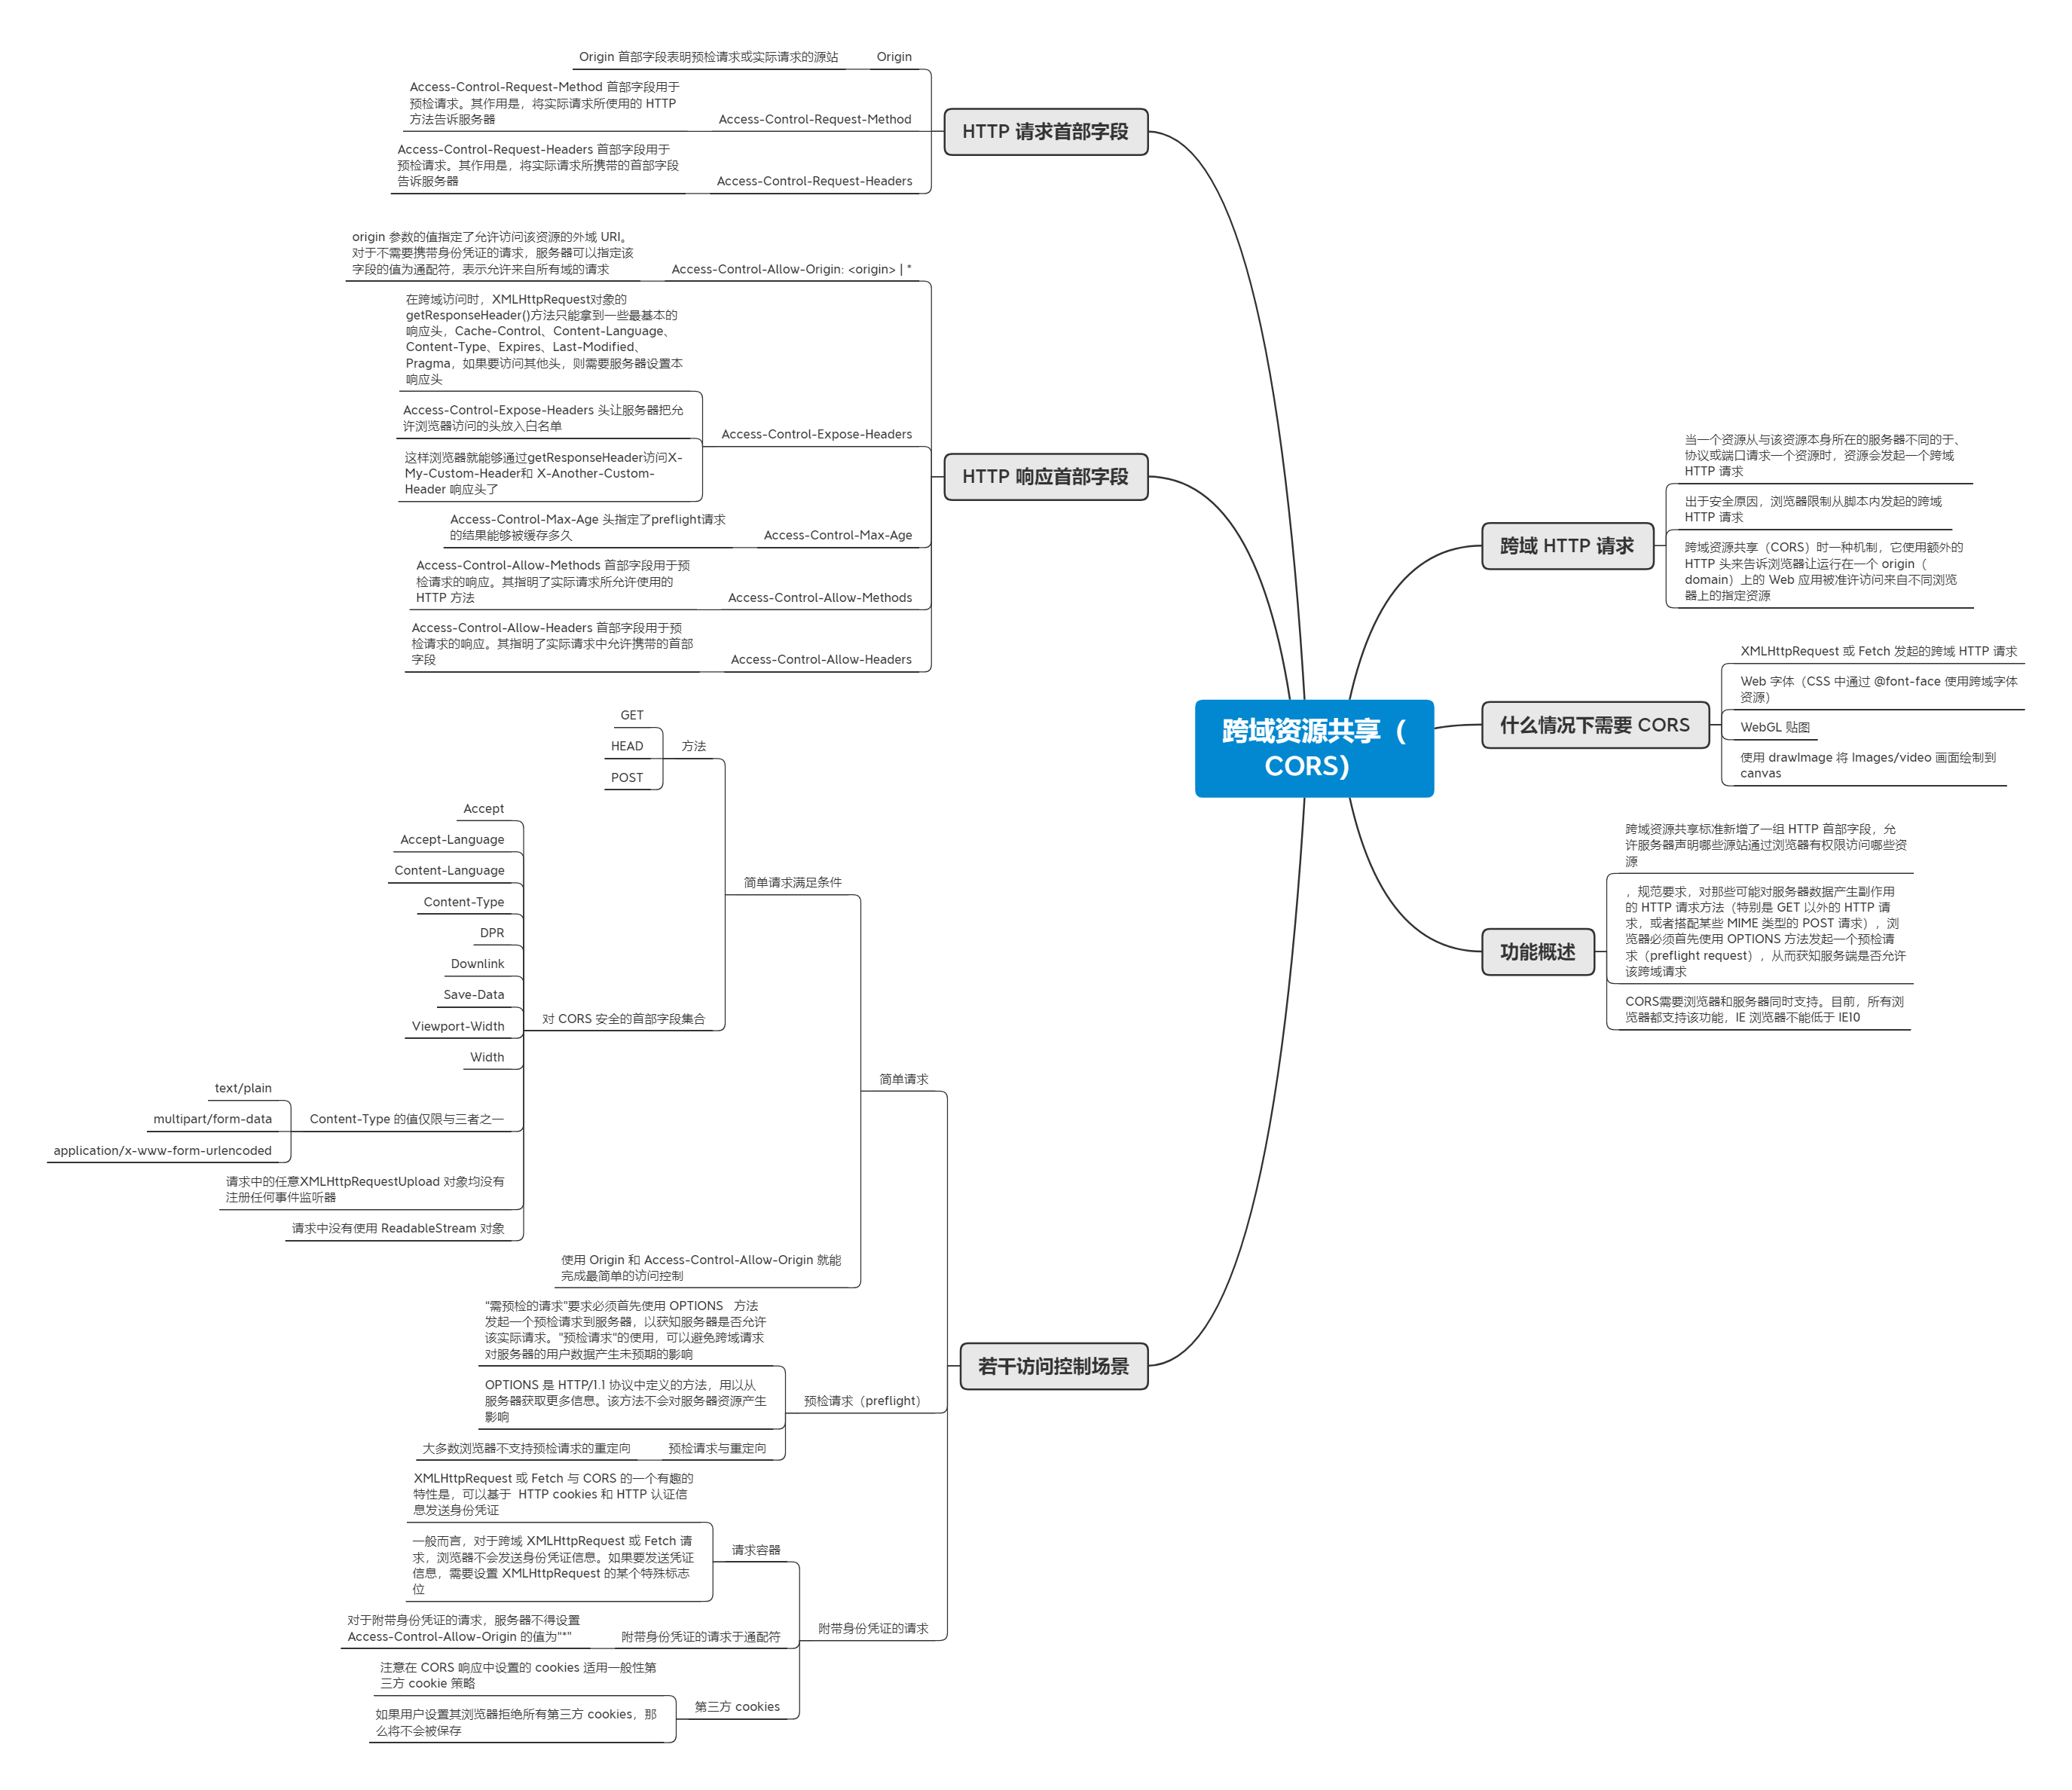 跨域资源共享（
CORS）
跨域 HTTP 请求
当一个资源从与该资源本身所在的服务器不同的于、
协议或端口请求一个资源时，资源会发起一个跨域
HTTP 请求
出于安全原因，浏览器限制从脚本内发起的跨域
HTTP 请求
跨域资源共享（CORS）时一种机制，它使用额外的
HTTP 头来告诉浏览器让运行在一个 origin（
domain）上的 Web 应用被准许访问来自不同浏览
器上的指定资源
什么情况下需要 CORS
XMLHttpRequest 或 Fetch 发起的跨域 HTTP 请求
Web 字体（CSS 中通过 @font-face 使用跨域字体
资源）
WebGL 贴图
使用 drawImage 将 Images/video 画面绘制到
canvas
功能概述
跨域资源共享标准新增了一组 HTTP 首部字段，允
许服务器声明哪些源站通过浏览器有权限访问哪些资
源
，规范要求，对那些可能对服务器数据产生副作用
的 HTTP 请求方法（特别是 GET 以外的 HTTP 请
求，或者搭配某些 MIME 类型的 POST 请求），浏
览器必须首先使用 OPTIONS 方法发起一个预检请
求（preflight request），从而获知服务端是否允许
该跨域请求
CORS需要浏览器和服务器同时支持。目前，所有浏
览器都支持该功能，IE 浏览器不能低于 IE10
HTTP 请求首部字段
Origin
Origin 首部字段表明预检请求或实际请求的源站
Access-Control-Request-Method
Access-Control-Request-Method 首部字段用于
预检请求。其作用是，将实际请求所使用的 HTTP
方法告诉服务器
Access-Control-Request-Headers
Access-Control-Request-Headers 首部字段用于
预检请求。其作用是，将实际请求所携带的首部字段
告诉服务器
HTTP 响应首部字段
Access-Control-Allow-Origin: <origin> | *
origin 参数的值指定了允许访问该资源的外域 URI。
对于不需要携带身份凭证的请求，服务器可以指定该
字段的值为通配符，表示允许来自所有域的请求
Access-Control-Expose-Headers
在跨域访问时，XMLHttpRequest对象的
getResponseHeader()方法只能拿到一些最基本的
响应头，Cache-Control、Content-Language、
Content-Type、Expires、Last-Modified、
Pragma，如果要访问其他头，则需要服务器设置本
响应头
Access-Control-Expose-Headers 头让服务器把允
许浏览器访问的头放入白名单
这样浏览器就能够通过getResponseHeader访问X-
My-Custom-Header和 X-Another-Custom-
Header 响应头了
Access-Control-Max-Age
Access-Control-Max-Age 头指定了preflight请求
的结果能够被缓存多久
Access-Control-Allow-Methods
Access-Control-Allow-Methods 首部字段用于预
检请求的响应。其指明了实际请求所允许使用的
HTTP 方法
Access-Control-Allow-Headers
Access-Control-Allow-Headers 首部字段用于预
检请求的响应。其指明了实际请求中允许携带的首部
字段
若干访问控制场景
简单请求
简单请求满足条件
方法
GET
HEAD
POST
对 CORS 安全的首部字段集合
Accept
Accept-Language
Content-Language
Content-Type
DPR
Downlink
Save-Data
Viewport-Width
Width
Content-Type 的值仅限与三者之一
text/plain
multipart/form-data
application/x-www-form-urlencoded
请求中的任意XMLHttpRequestUpload 对象均没有
注册任何事件监听器
请求中没有使用 ReadableStream 对象
使用 Origin 和 Access-Control-Allow-Origin 就能
完成最简单的访问控制
预检请求（preflight）
"需预检的请求"要求必须首先使用 OPTIONS   方法
发起一个预检请求到服务器，以获知服务器是否允许
该实际请求。"预检请求"的使用，可以避免跨域请求
对服务器的用户数据产生未预期的影响
OPTIONS 是 HTTP/1.1 协议中定义的方法，用以从
服务器获取更多信息。该方法不会对服务器资源产生
影响
预检请求与重定向
大多数浏览器不支持预检请求的重定向
附带身份凭证的请求
请求容器
XMLHttpRequest 或 Fetch 与 CORS 的一个有趣的
特性是，可以基于  HTTP cookies 和 HTTP 认证信
息发送身份凭证
一般而言，对于跨域 XMLHttpRequest 或 Fetch 请
求，浏览器不会发送身份凭证信息。如果要发送凭证
信息，需要设置 XMLHttpRequest 的某个特殊标志
位
附带身份凭证的请求于通配符
对于附带身份凭证的请求，服务器不得设置
Access-Control-Allow-Origin 的值为"*"
第三方 cookies
注意在 CORS 响应中设置的 cookies 适用一般性第
三方 cookie 策略
如果用户设置其浏览器拒绝所有第三方 cookies，那
么将不会被保存